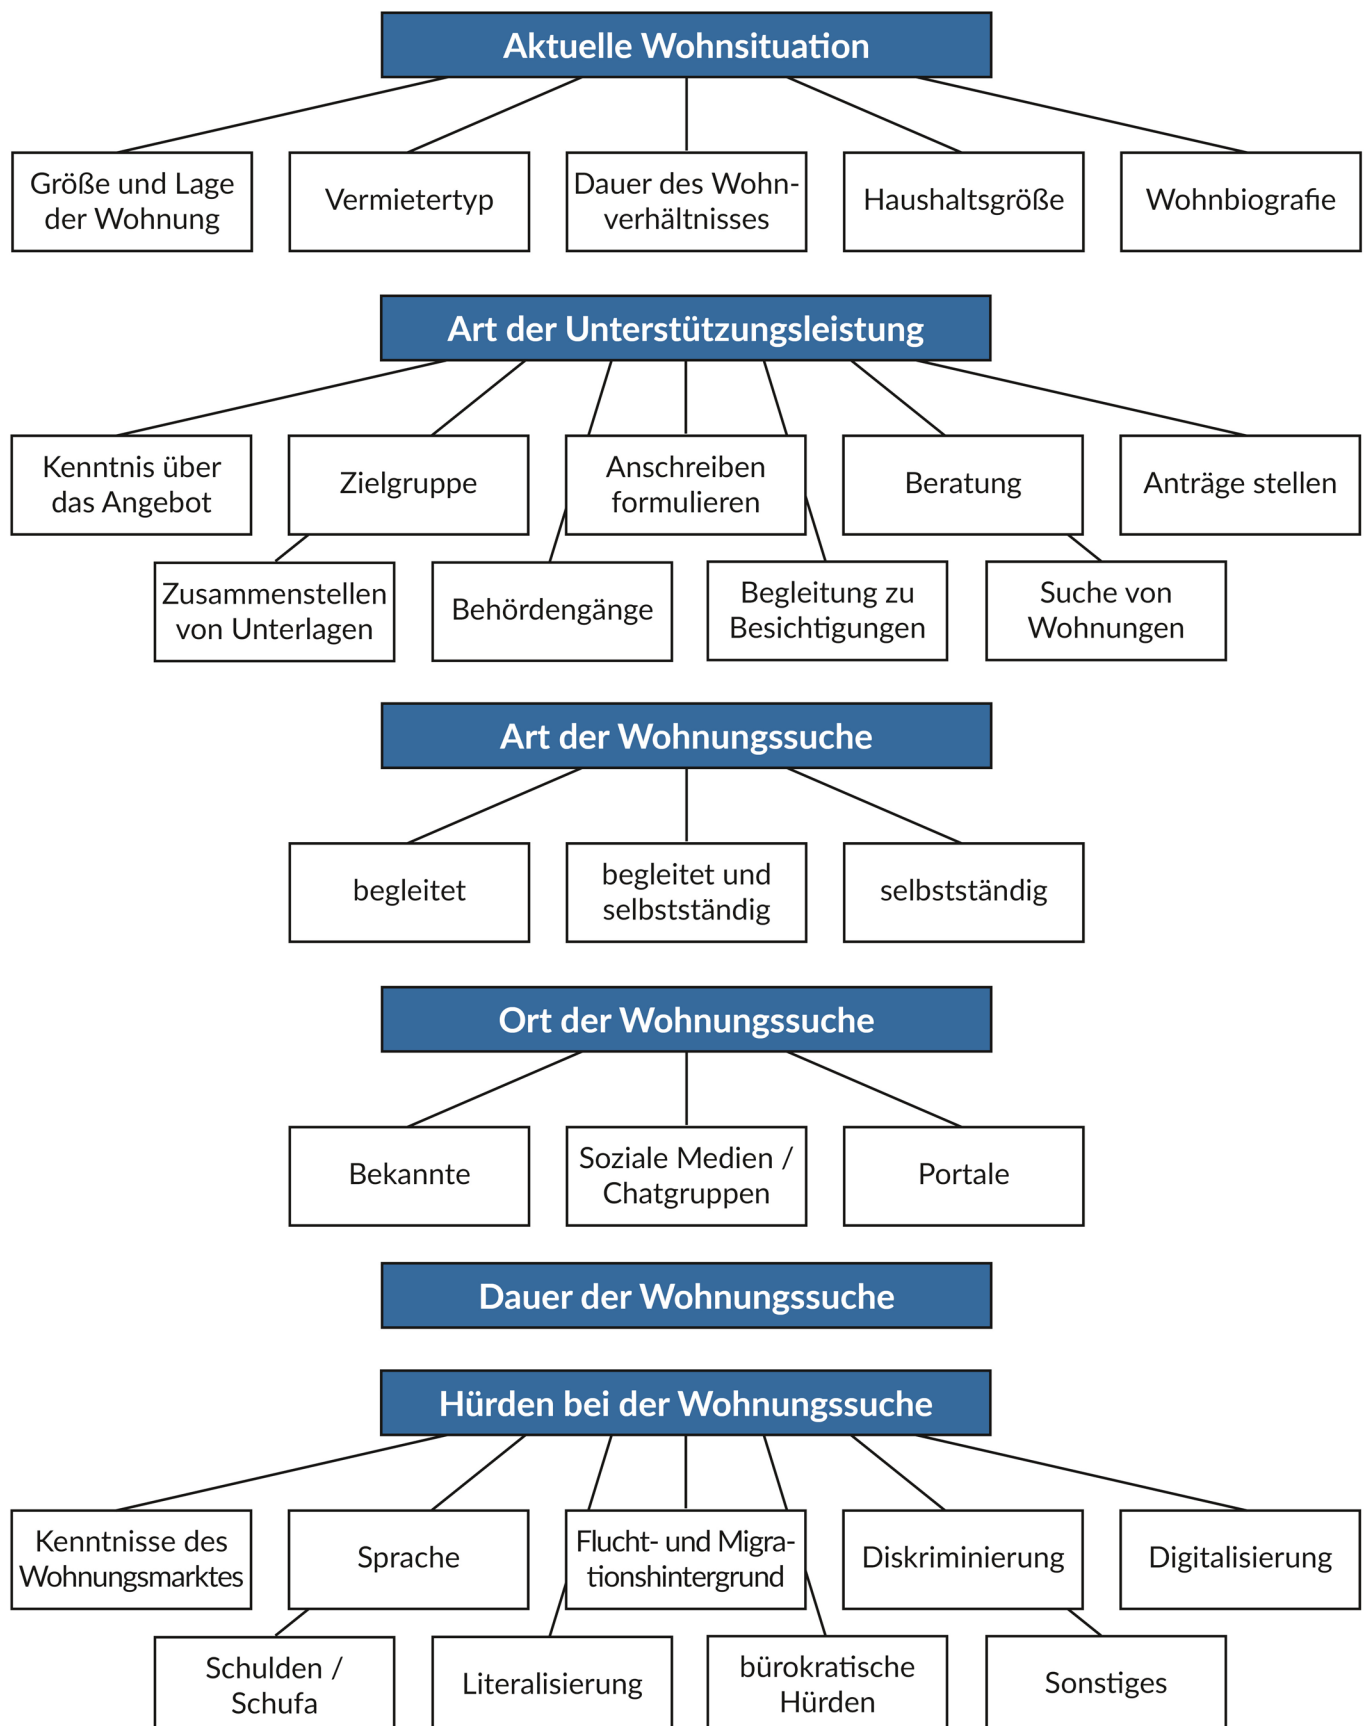 Aktuelle Wohnsituation
Größe und Lage
der Wohnung
Vermietertyp
Dauer des Wohn-
verhältnisses
Haushaltsgröße
Wohnbiografie
Art der Unterstützungsleistung
Kenntnis über
das Angebot
Zielgruppe
Anschreiben
formulieren
Beratung
Anträge stellen
Zusammenstellen
von Unterlagen
Behördengänge
Begleitung zu
Besichtigungen
Suche von
Wohnungen
Art der Wohnungssuche
begleitet
begleitet und
selbstständig
selbstständig
Ort der Wohnungssuche
Bekannte
Soziale Medien /
Chatgruppen
Portale
Dauer der Wohnungssuche
Hürden bei der Wohnungssuche
Kenntnisse des
Wohnungsmarktes
Sprache
Flucht- und Migra-
tionshintergrund
Diskriminierung
Digitalisierung
Schulden /
Schufa
Literalisierung
bürokratische
Hürden
Sonstiges